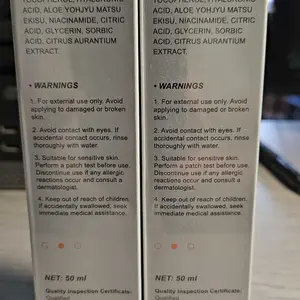 ACID, ALOE YOHJYU MATSU
EKISU, NIACINAMIDE, CITRIC
ACID, GLYCERIN, SORBIC
ACID, CITRUS AURANTIUM
EXTRACT.
• WARNINGS
1. For external use only. Avoid
applying to damaged or broken
skin.
2. Avoid contact with eyes. If
accidental contact occurs, rinse
thoroughly with water.
3. Suitable for sensitive skin.
Perform a patch test before use.
Discontinue use if any allergic
reactions occur and consult a
dermatologist.
4. Keep out of reach of children.
If accidentally swallowed, seek
immediate medical assistance.
NET: 50 ml
Quality Inspection Certificate:
Qualified
ACID, ALOE YOHJYU MATSU
EKISU, NIACINAMIDE, CITRIC
ACID, GLYCERIN, SORBIC
ACID, CITRUS AURANTIUM
EXTRACT.
• WARNINGS
1. For external use only. Avoid
applying to damaged or broken
skin.
2. Avoid contact with eyes. If
accidental contact occurs, rinse
thoroughly with water.
3. Suitable for sensitive skin.
Perform a patch test before use.
Discontinue use if any allergic
reactions occur and consult a
dermatologist.
4. Keep out of reach of children.
If accidentally swallowed, seek
immediate medical assistance.
NET: 50 ml
Quality Inspection Certificate:
Qualified